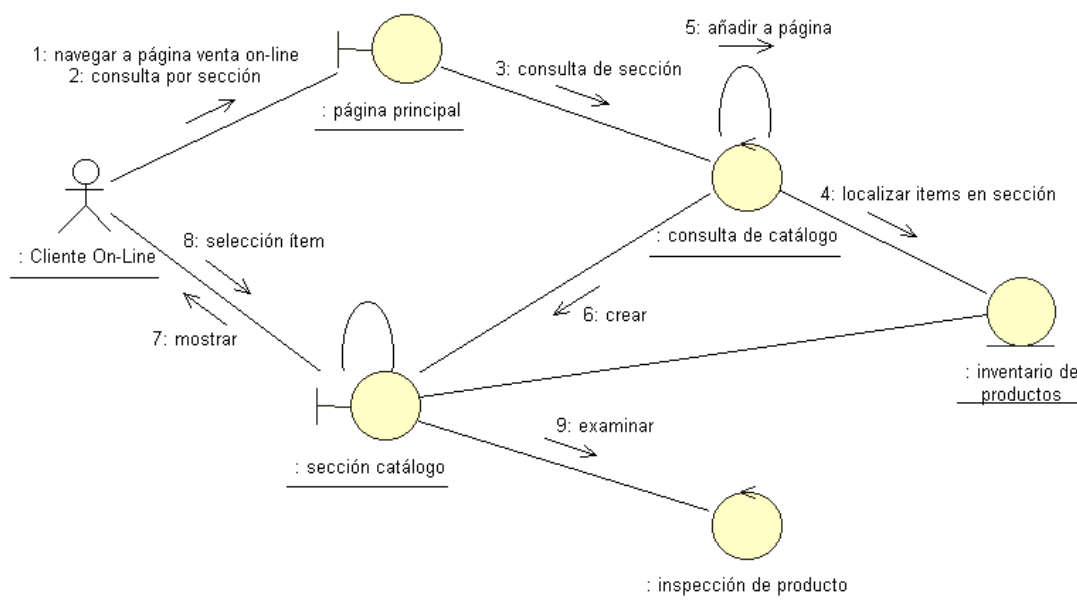 1: navegar a página venta on-line
2: consulta por sección
: página principal
3: consulta de sección
5: añadir a página
: consulta de catálogo
4: localizar items en sección
: Cliente On-Line
8: selección ítem
7: mostrar
6: crear
: inventario de
productos
: sección catálogo
9: examinar
: inspección de producto